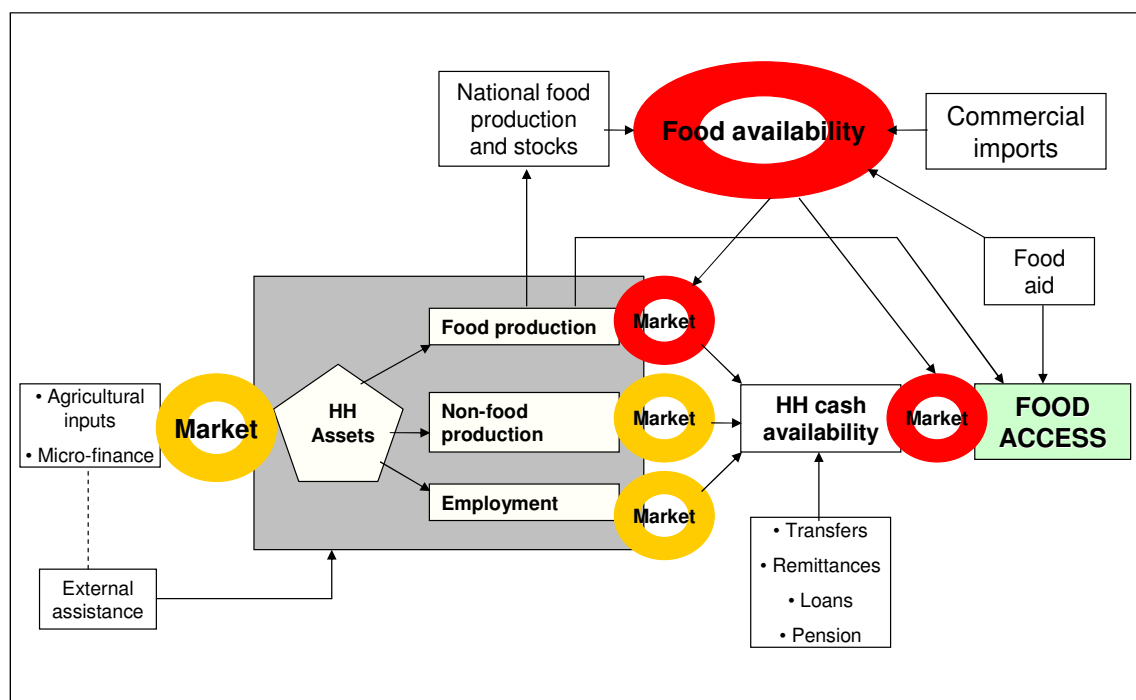 National food
production
and stocks
Food availability
Commercial
imports
Food
aid
Food production
Market
• Agricultural
inputs
• Micro-finance
Market
HH
Assets
Non-food
production
Market
HH cash
availability
Market
FOOD
ACCESS
Employment
Market
External
assistance
• Transfers
• Remittances
• Loans
• Pension